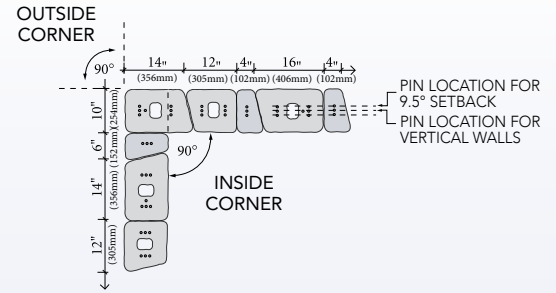 OUTSIDE
CORNER
90°
14" 12" 4" 16" 4"
(356mm) (305mm) (102mm) (406mm) (102mm)
PIN LOCATION FOR
9.5° SETBACK
PIN LOCATION FOR
VERTICAL WALLS
10"
(254mm)
6"
(152mm)
90°
14"
(356mm)
INSIDE
CORNER
12"
(305mm)